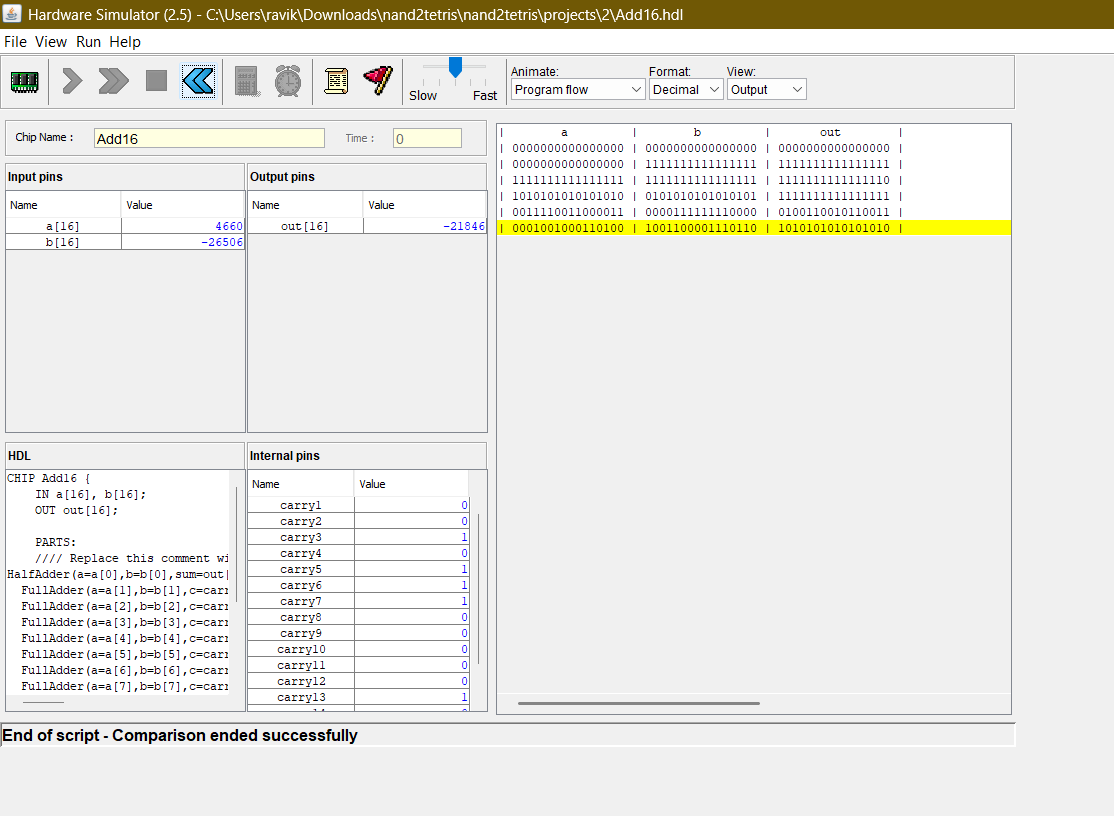 Hardware Simulator (2.5) - C:\Users\ravik\Downloads\nand2tetris\nand2tetris\projects\2\Add16.hdl
File View Run Help
Slow Fast
Animate: Format: View:
Program flow Decimal Output
Chip Name : Add16 Time : 0
Input pins
Name Value
a[16] 4660
b[16] -26506
Output pins
Name Value
out[16] -21846
| a | b | out |
| 0000000000000000 | 0000000000000000 | 0000000000000000 |
| 0000000000000000 | 1111111111111111 | 1111111111111111 |
| 1111111111111111 | 1111111111111111 | 1111111111111110 |
| 1010101010101010 | 0101010101010101 | 1111111111111111 |
| 0011110011000011 | 0000111111110000 | 0100110010110011 |
| 0001001000110100 | 1001100001110110 | 1010101010101010 |
HDL
CHIP Add16 {
IN a[16], b[16];
OUT out[16];
PARTS:
//// Replace this comment wi
HalfAdder(a=a[0],b=b[0],sum=out[
FullAdder(a=a[1],b=b[1],c=carr
FullAdder(a=a[2],b=b[2],c=carr
FullAdder(a=a[3],b=b[3],c=carr
FullAdder(a=a[4],b=b[4],c=carr
FullAdder(a=a[5],b=b[5],c=carr
FullAdder(a=a[6],b=b[6],c=carr
FullAdder(a=a[7],b=b[7],c=carr
Internal pins
Name Value
carry1 0
carry2 0
carry3 1
carry4 0
carry5 1
carry6 1
carry7 1
carry8 0
carry9 0
carry10 0
carry11 0
carry12 0
carry13 1
End of script - Comparison ended successfully